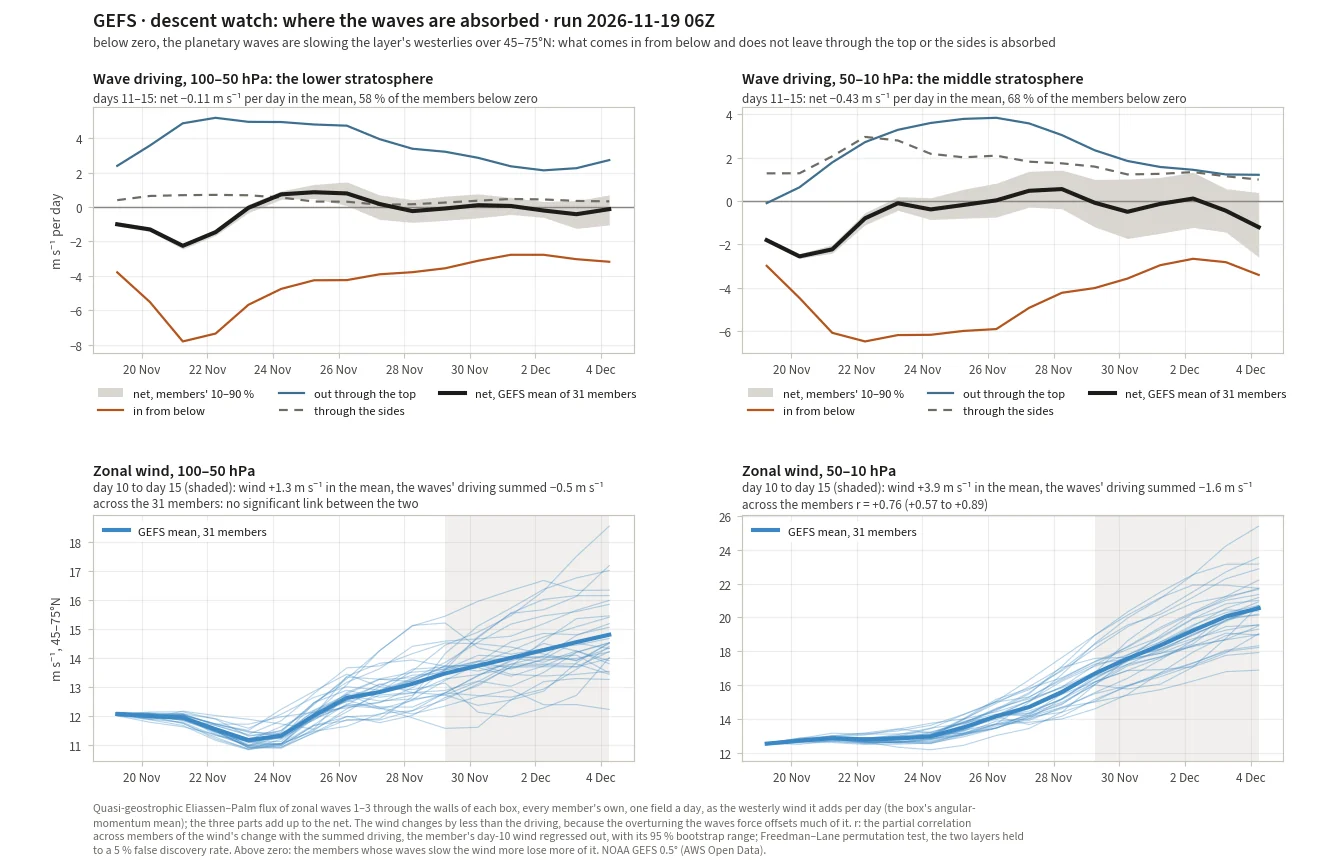 GEFS · descent watch: where the waves are absorbed · run 2026-11-19 06Z
below zero, the planetary waves are slowing the layer's westerlies over 45–75°N: what comes in from below and does not leave through the top or the sides is absorbed
Wave driving, 100–50 hPa: the lower stratosphere
days 11–15: net −0.11 m s⁻¹ per day in the mean, 58 % of the members below zero
m s⁻¹ per day
4
2
0
−2
−4
−6
−8
20 Nov
22 Nov
24 Nov
26 Nov
28 Nov
30 Nov
2 Dec
4 Dec
net, members' 10–90 %
out through the top
net, GEFS mean of 31 members
in from below
through the sides
Wave driving, 50–10 hPa: the middle stratosphere
days 11–15: net −0.43 m s⁻¹ per day in the mean, 68 % of the members below zero
4
2
0
−2
−4
−6
20 Nov
22 Nov
24 Nov
26 Nov
28 Nov
30 Nov
2 Dec
4 Dec
net, members' 10–90 %
out through the top
net, GEFS mean of 31 members
in from below
through the sides
Zonal wind, 100–50 hPa
day 10 to day 15 (shaded): wind +1.3 m s⁻¹ in the mean, the waves' driving summed −0.5 m s⁻¹
across the 31 members: no significant link between the two
m s⁻¹, 45–75°N
GEFS mean, 31 members
18
17
16
15
14
13
12
11
20 Nov
22 Nov
24 Nov
26 Nov
28 Nov
30 Nov
2 Dec
4 Dec
Zonal wind, 50–10 hPa
day 10 to day 15 (shaded): wind +3.9 m s⁻¹ in the mean, the waves' driving summed −1.6 m s⁻¹
across the members r = +0.76 (+0.57 to +0.89)
GEFS mean, 31 members
26
24
22
20
18
16
14
12
20 Nov
22 Nov
24 Nov
26 Nov
28 Nov
30 Nov
2 Dec
4 Dec
Quasi-geostrophic Eliassen–Palm flux of zonal waves 1–3 through the walls of each box, every member's own, one field a day, as the westerly wind it adds per day (the box's angular-
momentum mean); the three parts add up to the net. The wind changes by less than the driving, because the overturning the waves force offsets much of it. r: the partial correlation
across members of the wind's change with the summed driving, the member's day-10 wind regressed out, with its 95 % bootstrap range; Freedman–Lane permutation test, the two layers held
to a 5 % false discovery rate. Above zero: the members whose waves slow the wind more lose more of it. NOAA GEFS 0.5° (AWS Open Data).